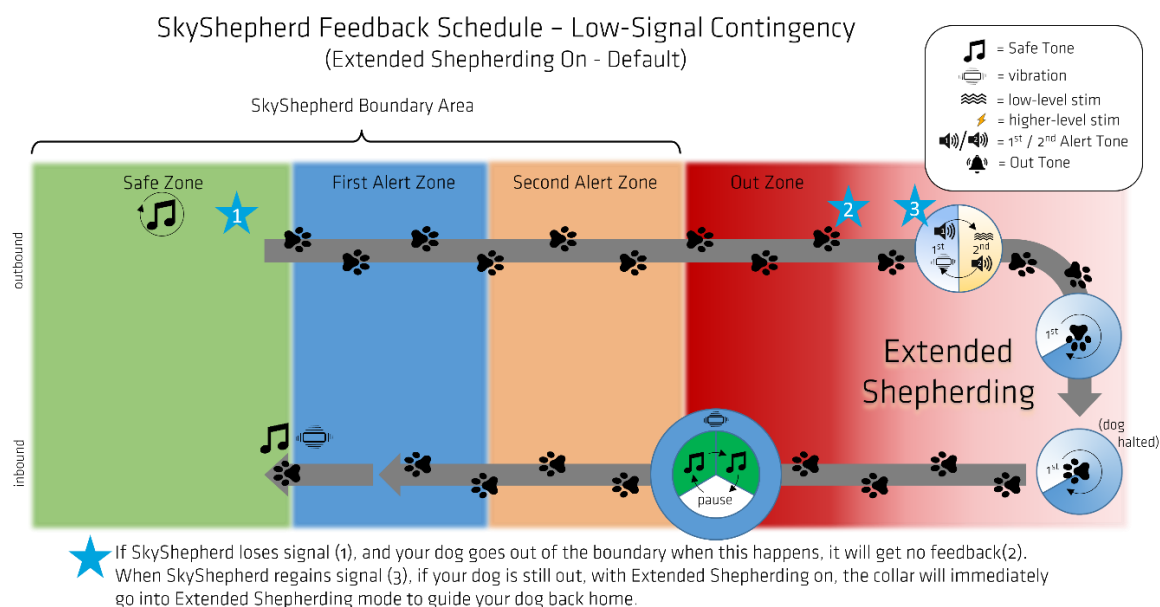 SkyShepherd Feedback Schedule – Low-Signal Contingency
(Extended Shepherding On - Default)
= Safe Tone
= vibration
= low-level stim
= higher-level stim
/ = 1st / 2nd Alert Tone
= Out Tone
SkyShepherd Boundary Area
Safe Zone
First Alert Zone
Second Alert Zone
Out Zone
1
2
3
outbound
1st
2nd
1st
Extended
Shepherding
(dog
halted)
1st
inbound
pause
If SkyShepherd loses signal (1), and your dog goes out of the boundary when this happens, it will get no feedback(2).
When SkyShepherd regains signal (3), if your dog is still out, with Extended Shepherding on, the collar will immediately
go into Extended Shepherding mode to guide your dog back home.